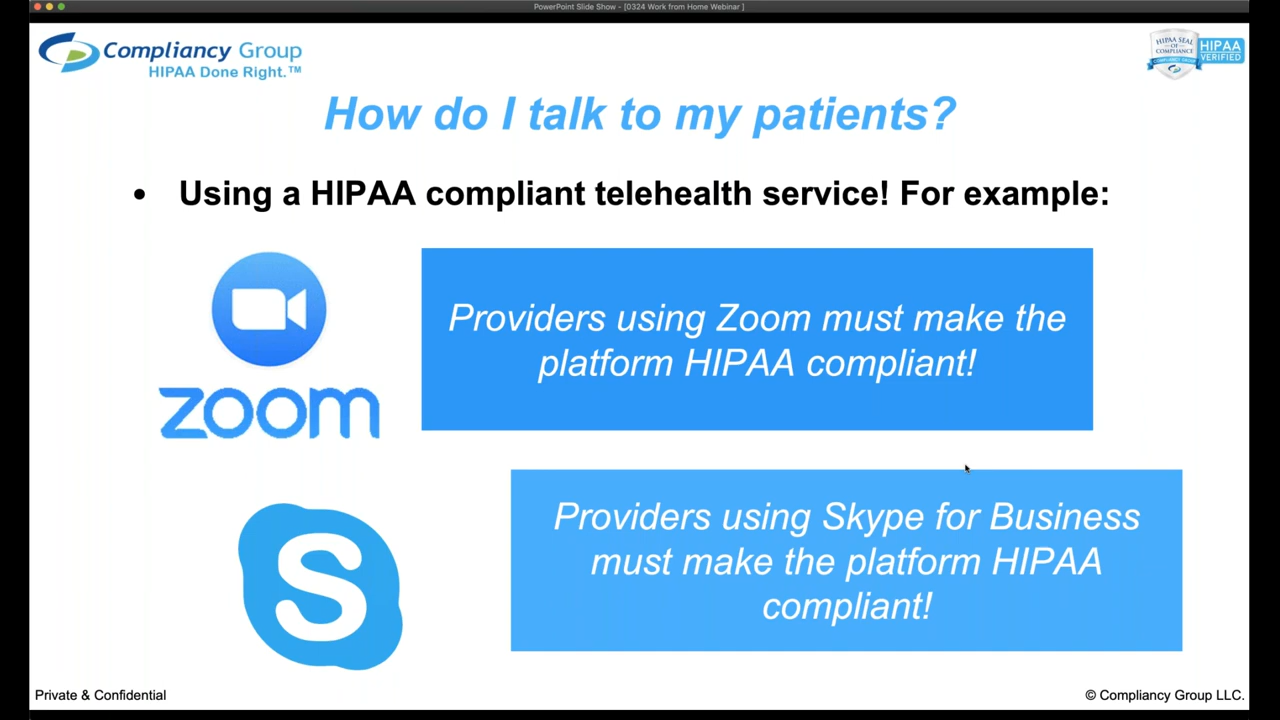 PowerPoint Slide Show - [0324 Work from Home Webinar ]
Compliancy Group
HIPAA Done Right.™
HIPAA SEAL
OF
COMPLIANCE
COMPLIANCY GROUP
HIPAA
VERIFIED
How do I talk to my patients?
• Using a HIPAA compliant telehealth service! For example:
zoom
Providers using Zoom must make the
platform HIPAA compliant!
S
Providers using Skype for Business
must make the platform HIPAA
compliant!
Private & Confidential
© Compliancy Group LLC.